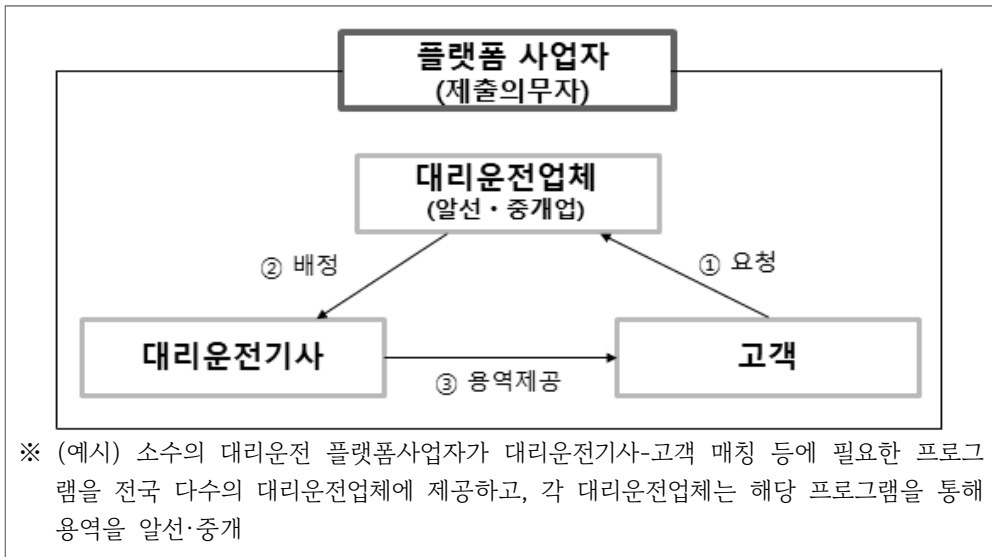 플랫폼 사업자
(제출의무자)
대리운전업체
(알선・중개업)
② 배정
① 요청
대리운전기사
③ 용역제공
고객
※ (예시) 소수의 대리운전 플랫폼사업자가 대리운전기사-고객 매칭 등에 필요한 프로그
램을 전국 다수의 대리운전업체에 제공하고, 각 대리운전업체는 해당 프로그램을 통해
용역을 알선·중개